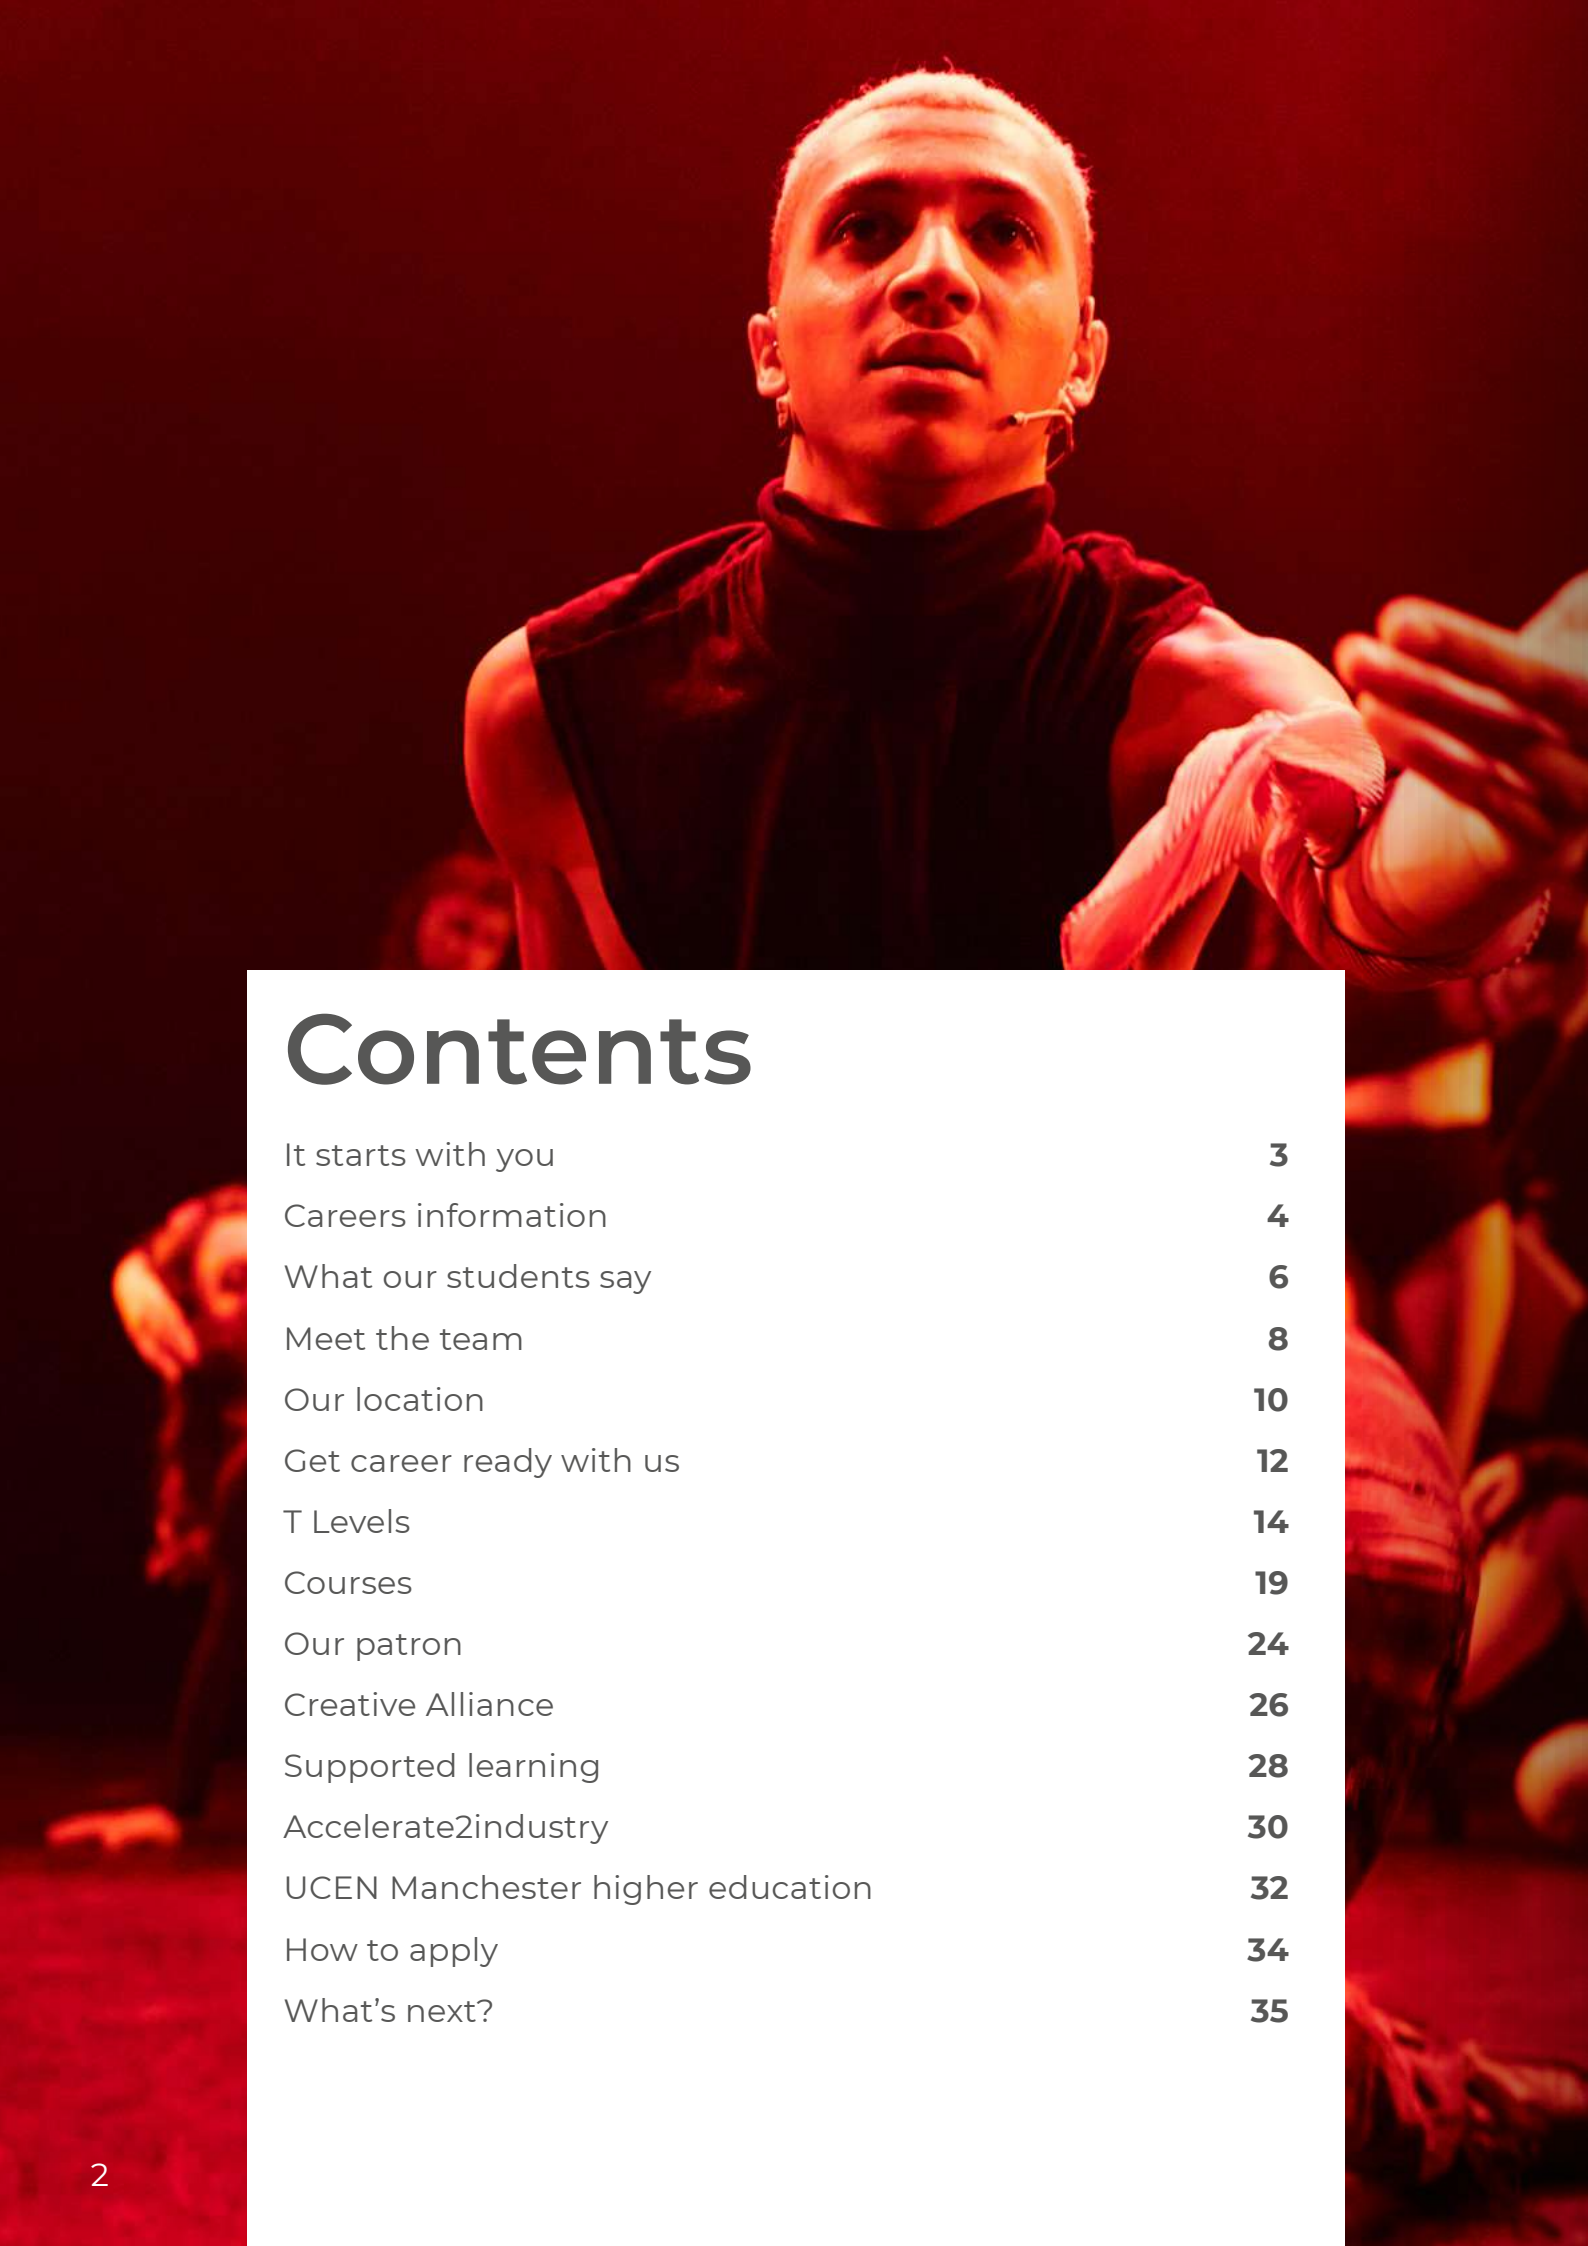 Contents
It starts with you 3
Careers information 4
What our students say 6
Meet the team 8
Our location 10
Get career ready with us 12
T Levels 14
Courses 19
Our patron 24
Creative Alliance 26
Supported learning 28
Accelerate2industry 30
UCEN Manchester higher education 32
How to apply 34
What’s next? 35
2